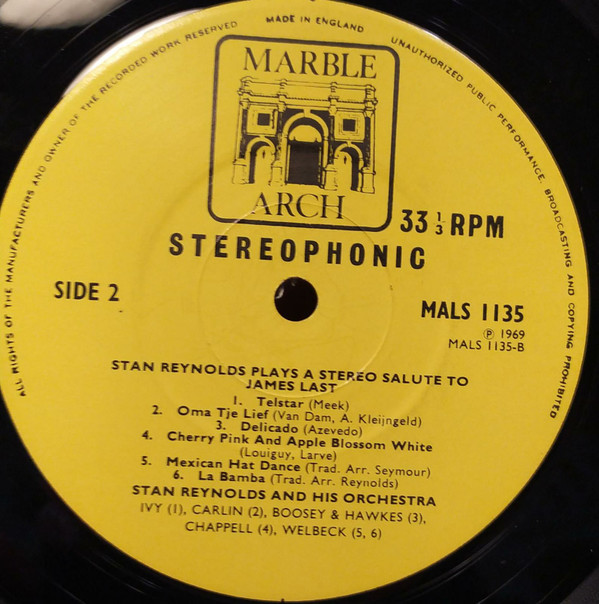 ALL RIGHTS OF THE MANUFACTURERS AND OWNER OF THE RECORDED WORK RESERVED
MADE IN ENGLAND
UNAUTHORIZED PUBLIC PERFORMANCE, BROADCASTING AND COPYING PROHIBITED
MARBLE
ARCH
33 1/3 RPM
STEREOPHONIC
SIDE 2
MALS 1135
Ⓟ 1969
MALS 1135-B
STAN REYNOLDS PLAYS A STEREO SALUTE TO
JAMES LAST
1. Telstar (Meek)
2. Oma Tje Lief (Van Dam, A. Kleijngeld)
3. Delicado (Azevedo)
4. Cherry Pink And Apple Blossom White
(Louiguy, Larve)
5. Mexican Hat Dance (Trad. Arr. Seymour)
6. La Bamba (Trad. Arr. Reynolds)
STAN REYNOLDS AND HIS ORCHESTRA
IVY (1), CARLIN (2), BOOSEY & HAWKES (3),
CHAPPELL (4), WELBECK (5, 6)